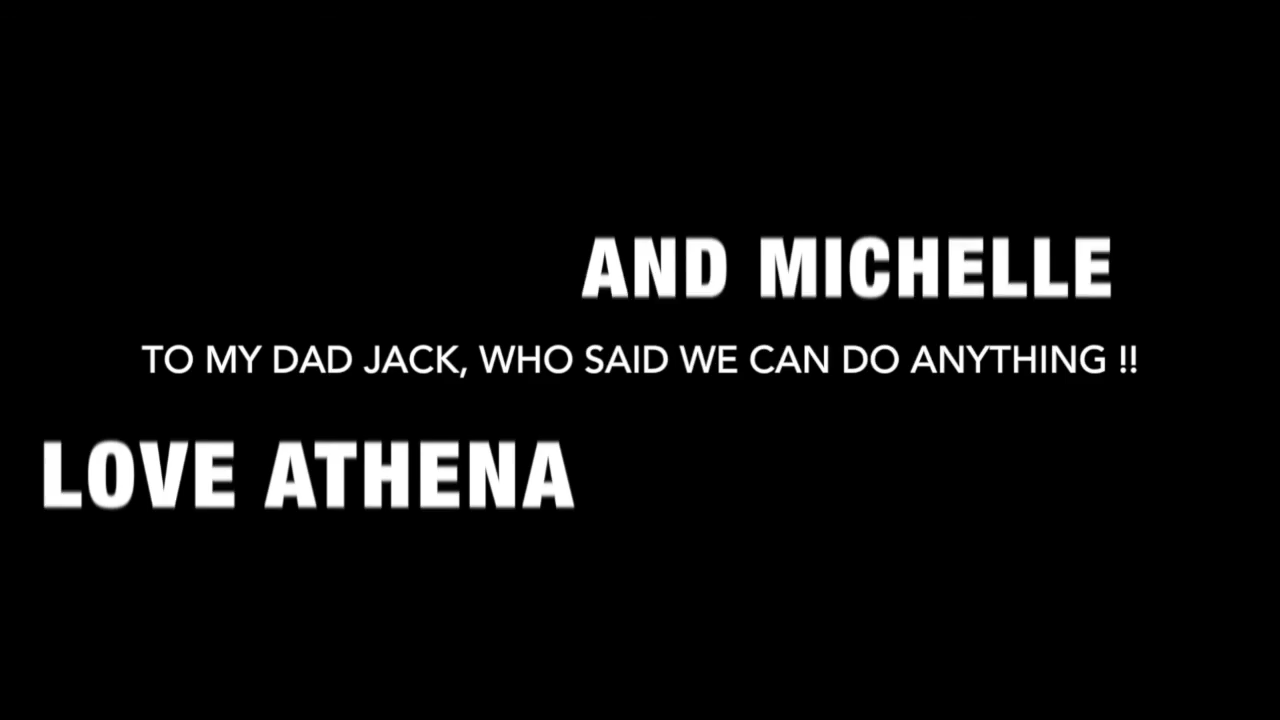 AND MICHELLE
TO MY DAD JACK, WHO SAID WE CAN DO ANYTHING !!
LOVE ATHENA